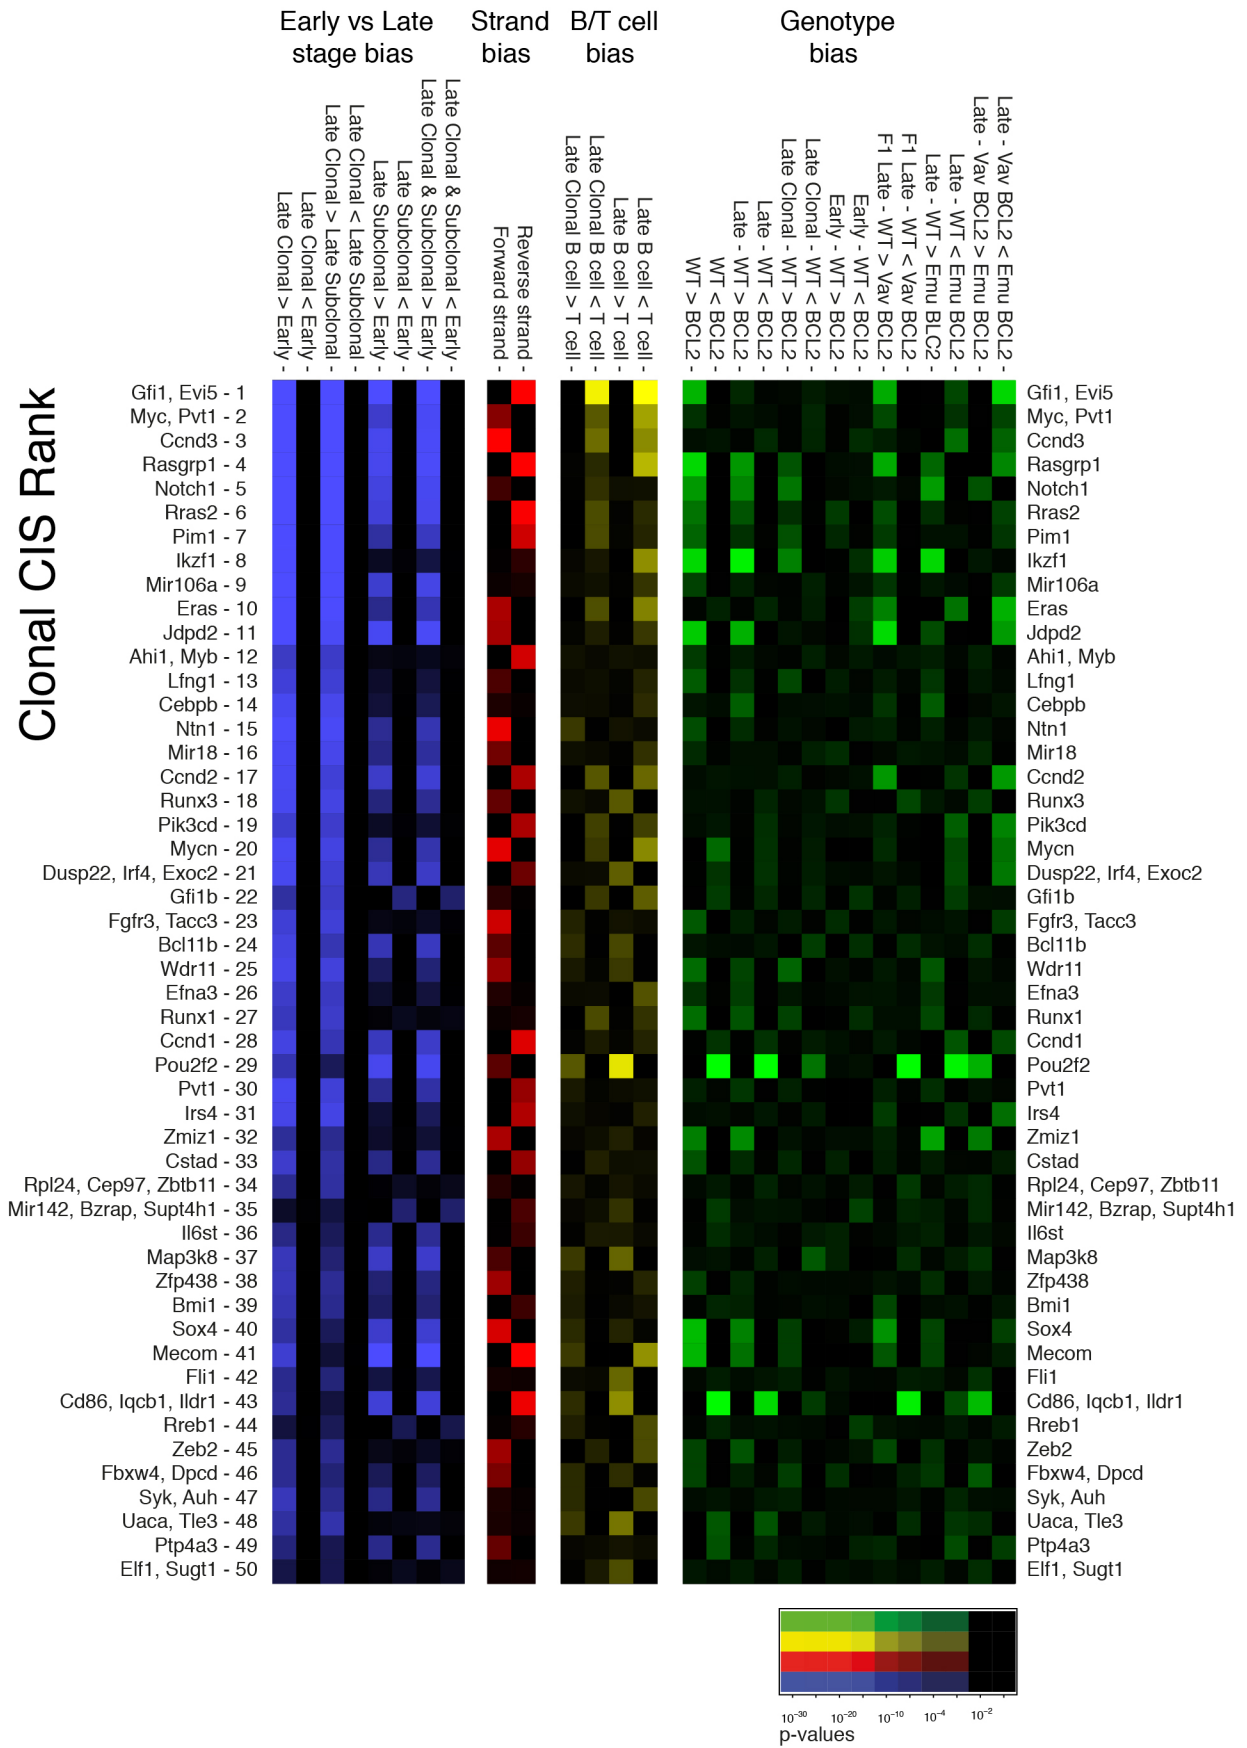 Early vs Late
stage bias
Strand
bias
B/T cell
bias
Genotype
bias
Late Clonal > Early -
Late Clonal < Early -
Late Clonal > Late Subclonal -
Late Clonal < Late Subclonal -
Late Subclonal > Early -
Late Subclonal < Early -
Late Clonal & Subclonal > Early -
Late Clonal & Subclonal < Early -
Forward strand -
Reverse strand -
Late Clonal B cell > T cell -
Late Clonal B cell < T cell -
Late B cell > T cell -
Late B cell < T cell -
WT > BCL2 -
WT < BCL2 -
Late - WT > BCL2 -
Late - WT < BCL2 -
Late Clonal - WT > BCL2 -
Late Clonal - WT < BCL2 -
Early - WT > BCL2 -
Early - WT < BCL2 -
F1 Late - WT > Vav BCL2 -
F1 Late - WT < Vav BCL2 -
Late - WT > Emu BLC2 -
Late - WT < Emu BCL2 -
Late - Vav BCL2 > Emu BCL2 -
Late - Vav BCL2 < Emu BCL2 -
Clonal CIS Rank
Gfi1, Evi5 - 1 Gfi1, Evi5
Myc, Pvt1 - 2 Myc, Pvt1
Ccnd3 - 3 Ccnd3
Rasgrp1 - 4 Rasgrp1
Notch1 - 5 Notch1
Rras2 - 6 Rras2
Pim1 - 7 Pim1
Ikzf1 - 8 Ikzf1
Mir106a - 9 Mir106a
Eras - 10 Eras
Jdpd2 - 11 Jdpd2
Ahi1, Myb - 12 Ahi1, Myb
Lfng1 - 13 Lfng1
Cebpb - 14 Cebpb
Ntn1 - 15 Ntn1
Mir18 - 16 Mir18
Ccnd2 - 17 Ccnd2
Runx3 - 18 Runx3
Pik3cd - 19 Pik3cd
Mycn - 20 Mycn
Dusp22, Irf4, Exoc2 - 21 Dusp22, Irf4, Exoc2
Gfi1b - 22 Gfi1b
Fgfr3, Tacc3 - 23 Fgfr3, Tacc3
Bcl11b - 24 Bcl11b
Wdr11 - 25 Wdr11
Efna3 - 26 Efna3
Runx1 - 27 Runx1
Ccnd1 - 28 Ccnd1
Pou2f2 - 29 Pou2f2
Pvt1 - 30 Pvt1
Irs4 - 31 Irs4
Zmiz1 - 32 Zmiz1
Cstad - 33 Cstad
Rpl24, Cep97, Zbtb11 - 34 Rpl24, Cep97, Zbtb11
Mir142, Bzrap, Supt4h1 - 35 Mir142, Bzrap, Supt4h1
Il6st - 36 Il6st
Map3k8 - 37 Map3k8
Zfp438 - 38 Zfp438
Bmi1 - 39 Bmi1
Sox4 - 40 Sox4
Mecom - 41 Mecom
Fli1 - 42 Fli1
Cd86, Iqcb1, Ildr1 - 43 Cd86, Iqcb1, Ildr1
Rreb1 - 44 Rreb1
Zeb2 - 45 Zeb2
Fbxw4, Dpcd - 46 Fbxw4, Dpcd
Syk, Auh - 47 Syk, Auh
Uaca, Tle3 - 48 Uaca, Tle3
Ptp4a3 - 49 Ptp4a3
Elf1, Sugt1 - 50 Elf1, Sugt1
10⁻³⁰ 10⁻²⁰ 10⁻¹⁰ 10⁻⁴ 10⁻²
p-values